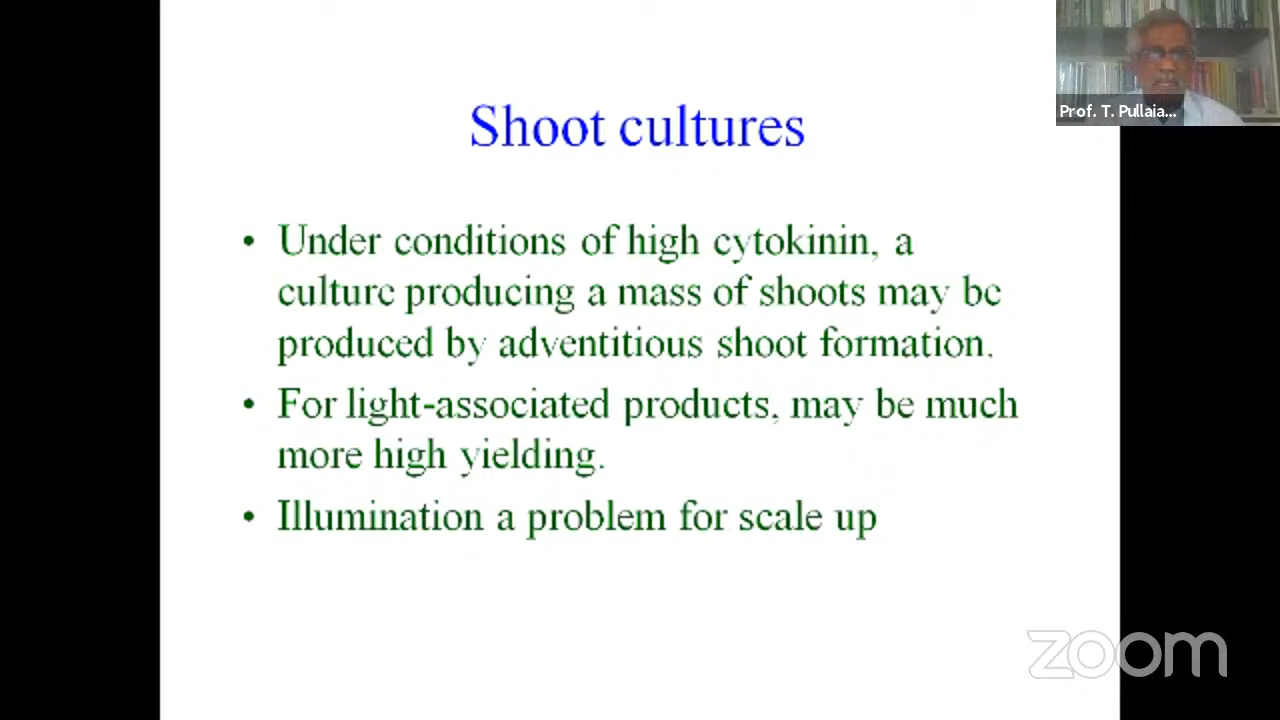 Prof. T. Pullaia...
Shoot cultures
• Under conditions of high cytokinin, a
culture producing a mass of shoots may be
produced by adventitious shoot formation.
• For light-associated products, may be much
more high yielding.
• Illumination a problem for scale up
zoom